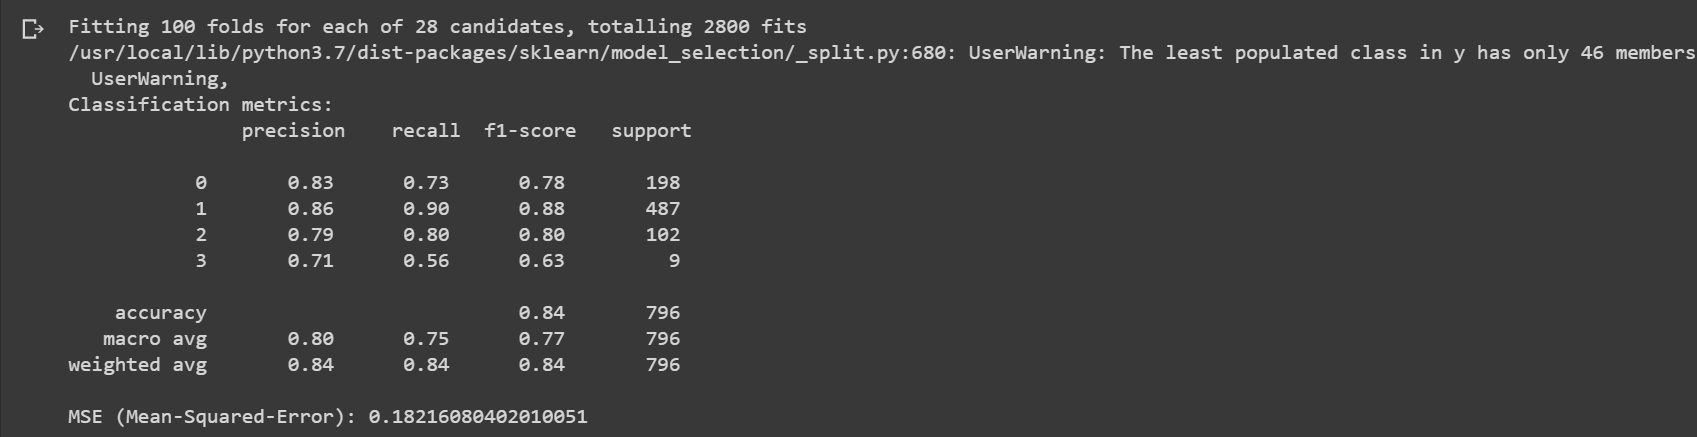 Fitting 100 folds for each of 28 candidates, totalling 2800 fits
/usr/local/lib/python3.7/dist-packages/sklearn/model_selection/_split.py:680: UserWarning: The least populated class in y has only 46 members
UserWarning,
Classification metrics:
precision recall f1-score support
0 0.83 0.73 0.78 198
1 0.86 0.90 0.88 487
2 0.79 0.80 0.80 102
3 0.71 0.56 0.63 9
accuracy 0.84 796
macro avg 0.80 0.75 0.77 796
weighted avg 0.84 0.84 0.84 796
MSE (Mean-Squared-Error): 0.18216080402010051